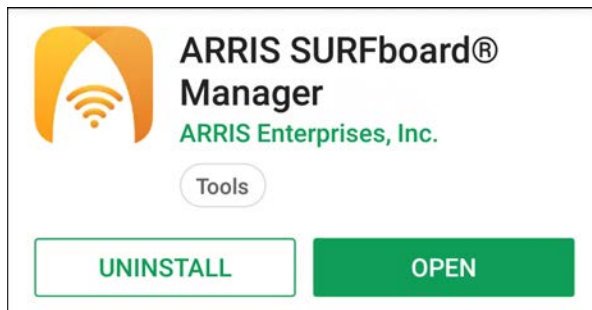 ARRIS SURFboard®
Manager
ARRIS Enterprises, Inc.
Tools
UNINSTALL
OPEN